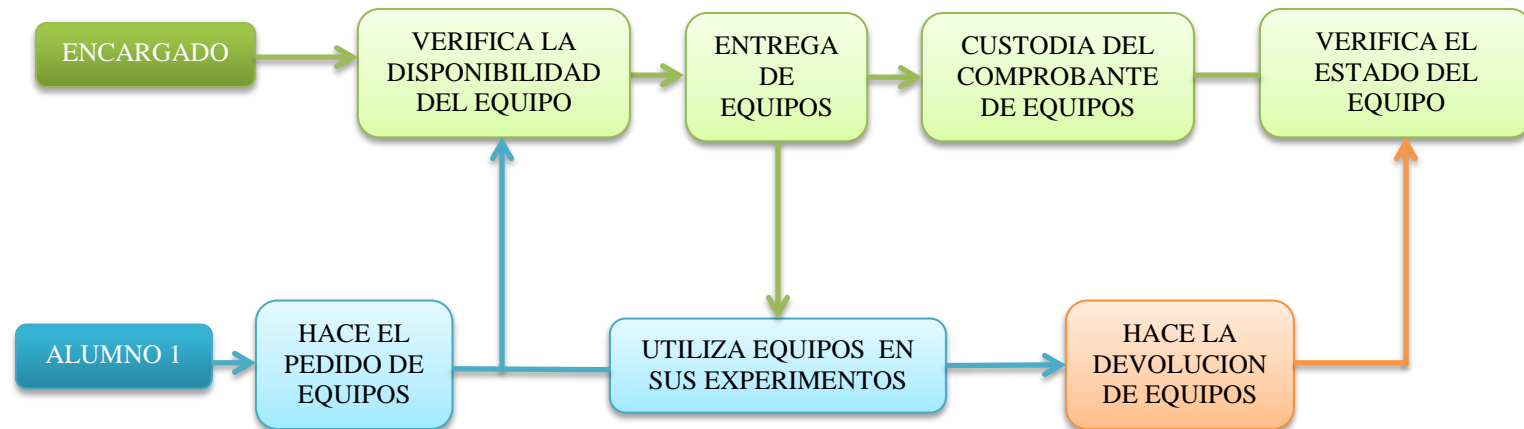 ENCARGADO
VERIFICA LA
DISPONIBILIDAD
DEL EQUIPO
ENTREGA
DE
EQUIPOS
CUSTODIA DEL
COMPROBANTE
DE EQUIPOS
VERIFICA EL
ESTADO DEL
EQUIPO
ALUMNO 1
HACE EL
PEDIDO DE
EQUIPOS
UTILIZA EQUIPOS EN
SUS EXPERIMENTOS
HACE LA
DEVOLUCION
DE EQUIPOS